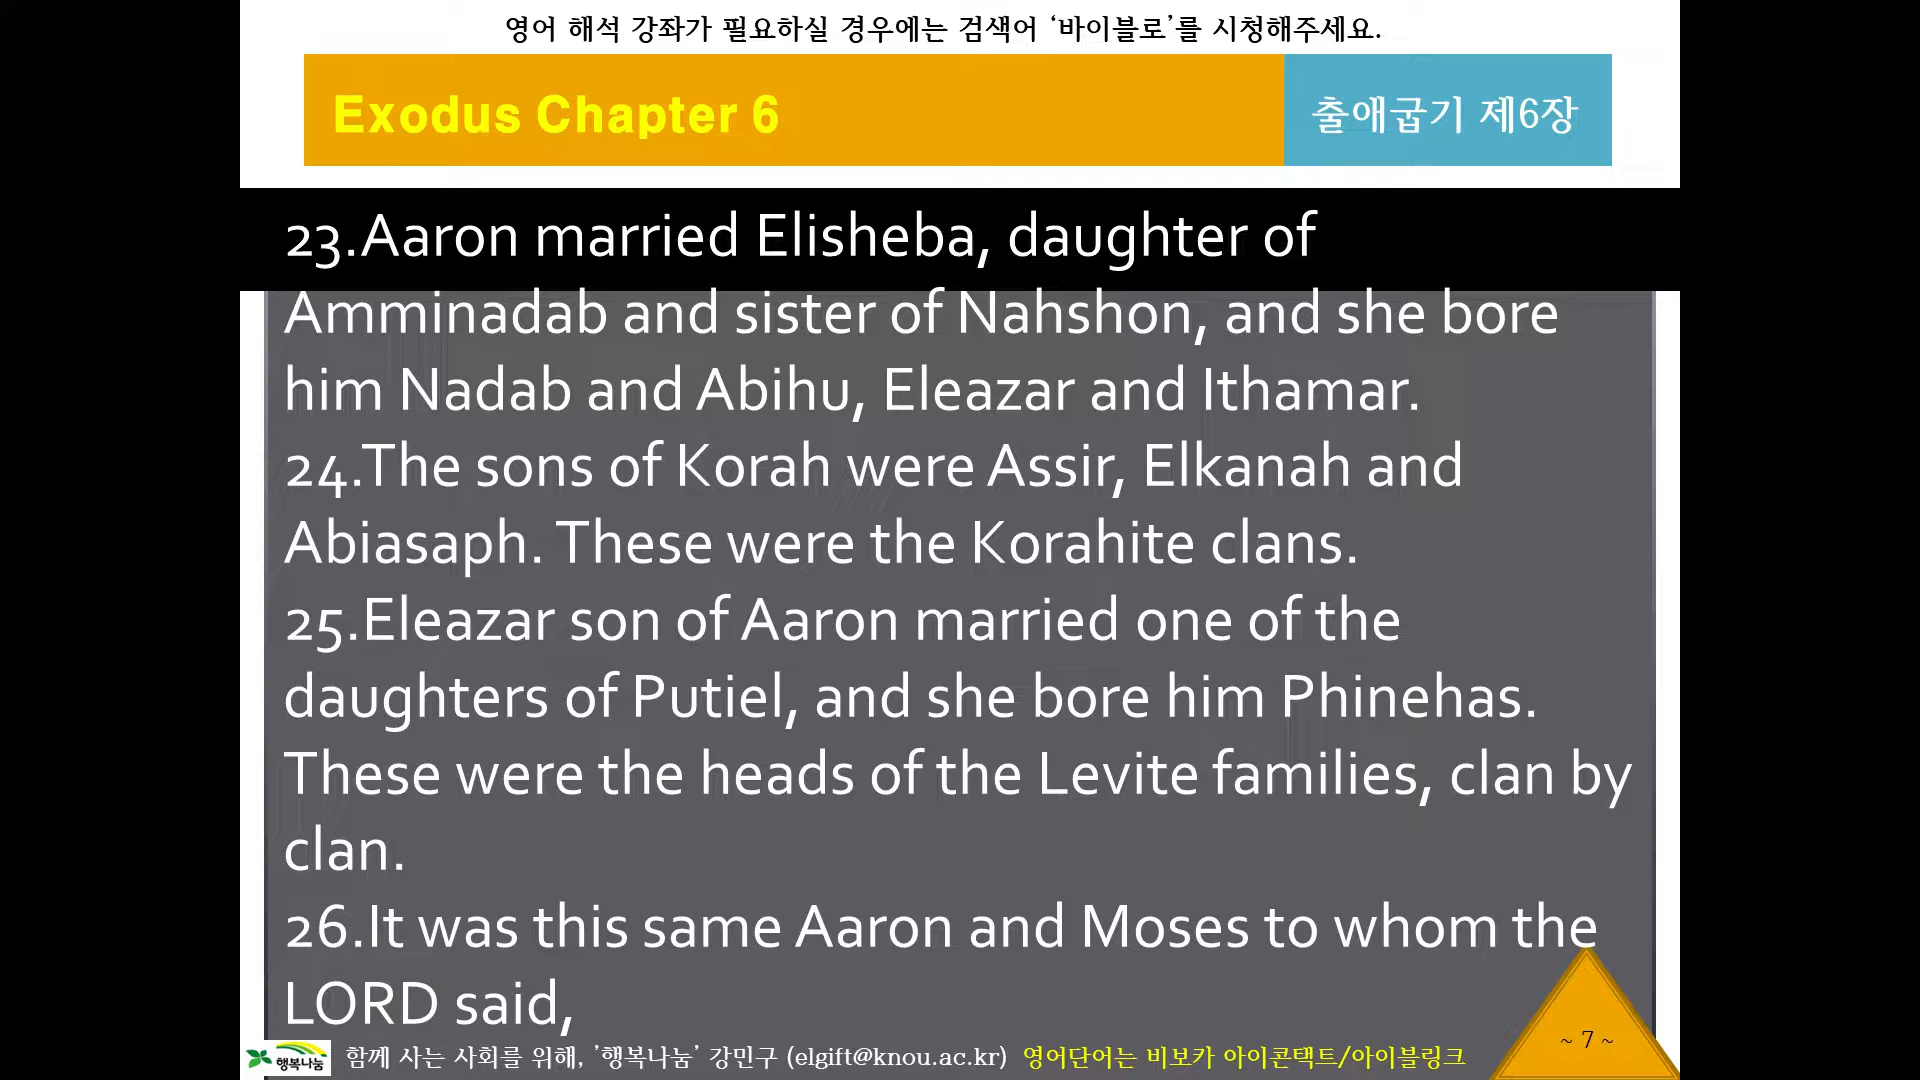 영어 해석 강좌가 필요하실 경우에는 검색어 ‘바이블로’를 시청해주세요.
Exodus Chapter 6
출애굽기 제6장
23.Aaron married Elisheba, daughter of
Amminadab and sister of Nahshon, and she bore
him Nadab and Abihu, Eleazar and Ithamar.
24.The sons of Korah were Assir, Elkanah and
Abiasaph. These were the Korahite clans.
25.Eleazar son of Aaron married one of the
daughters of Putiel, and she bore him Phinehas.
These were the heads of the Levite families, clan by
clan.
26.It was this same Aaron and Moses to whom the
LORD said,
~ 7 ~
행복나눔 함께 사는 사회를 위해, ’행복나눔’ 강민구 (elgift@knou.ac.kr) 영어단어는 비보카 아이콘택트/아이블링크